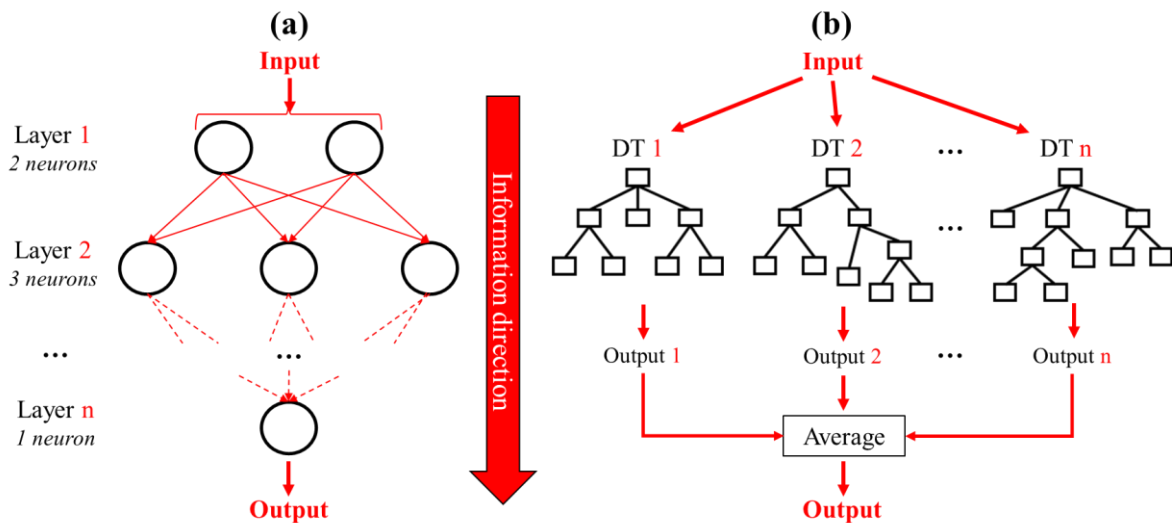 (a)
Input
Layer 1
2 neurons
Layer 2
3 neurons
...
...
Layer n
1 neuron
Output
Information direction
(b)
Input
DT 1
DT 2
...
DT n
...
Output 1
Output 2
...
Output n
Average
Output